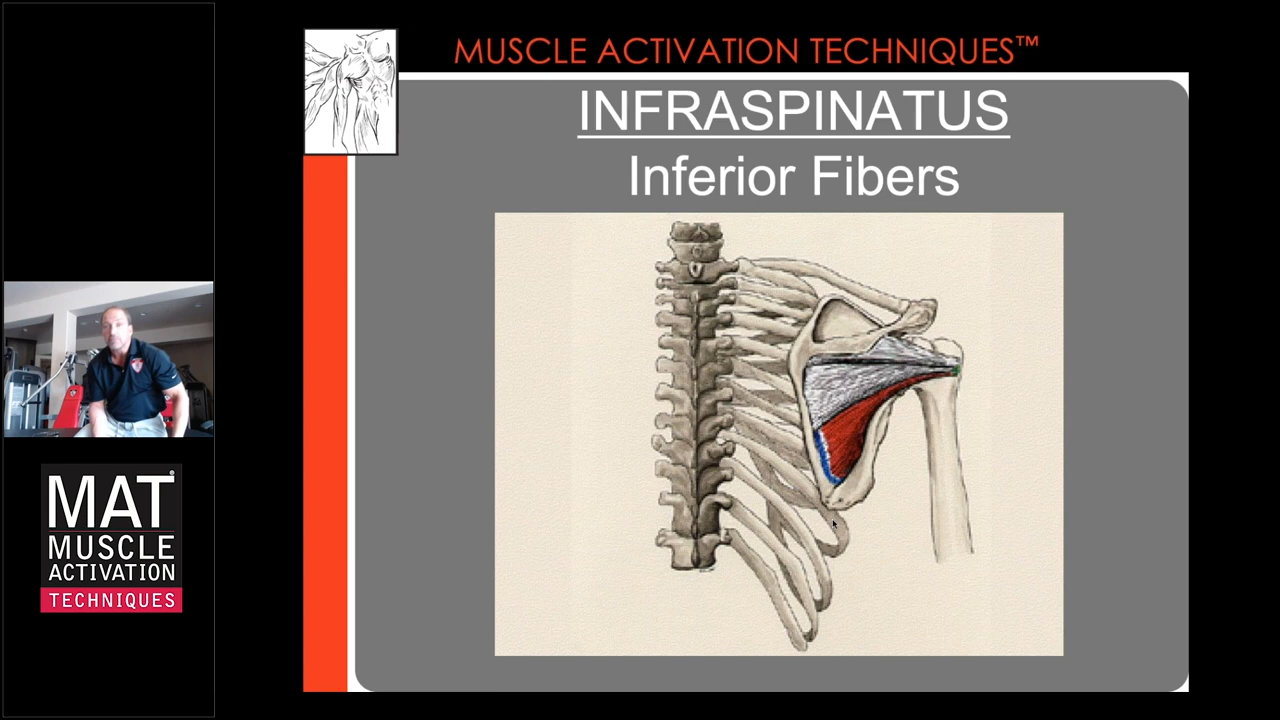 MUSCLE ACTIVATION TECHNIQUES™
INFRASPINATUS
Inferior Fibers
MAT®
MUSCLE
ACTIVATION
TECHNIQUES